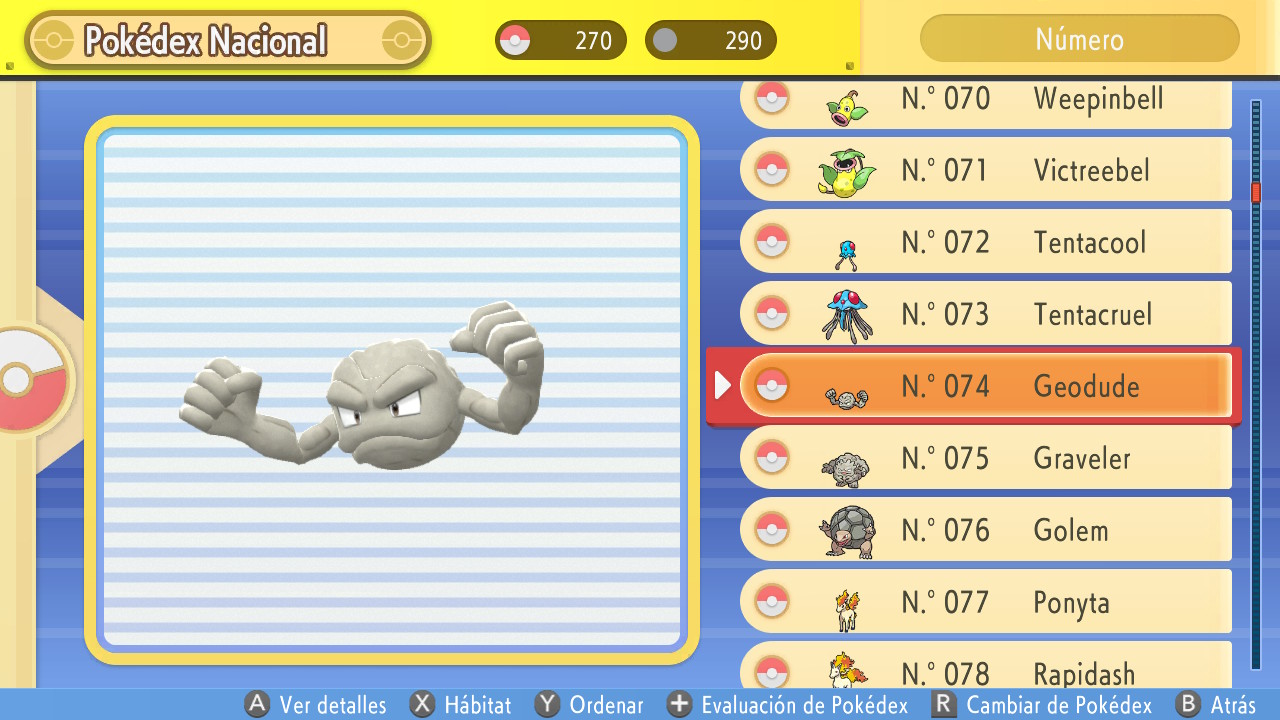 Pokédex Nacional
270
290
Número
N.° 070 Weepinbell
N.° 071 Victreebel
N.° 072 Tentacool
N.° 073 Tentacruel
N.° 074 Geodude
N.° 075 Graveler
N.° 076 Golem
N.° 077 Ponyta
N.° 078 Rapidash
A Ver detalles X Hábitat Y Ordenar + Evaluación de Pokédex R Cambiar de Pokédex B Atrás